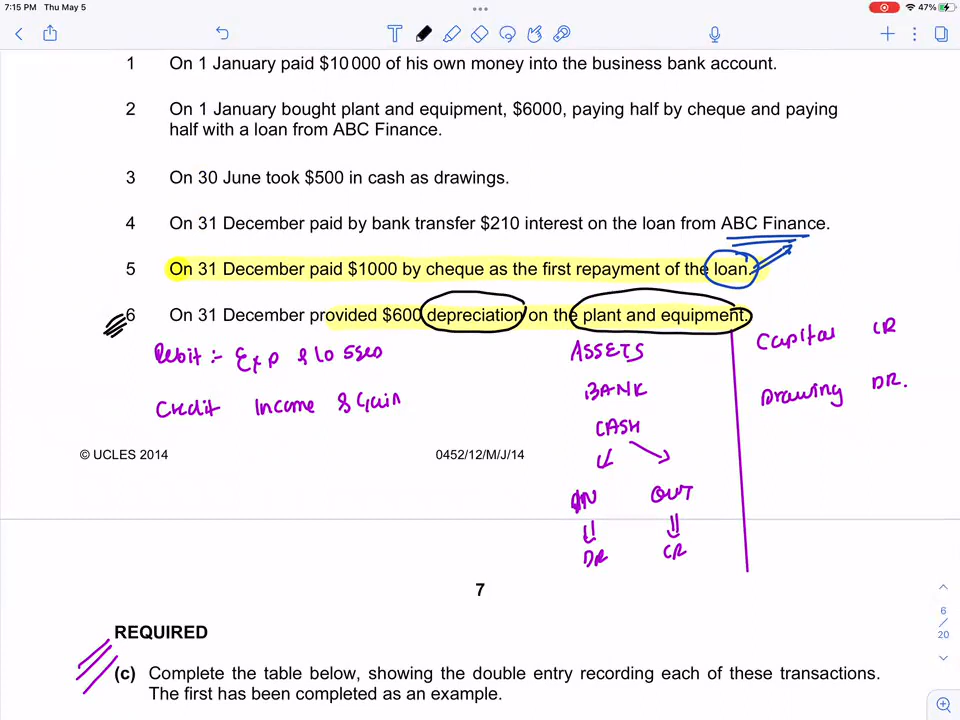 7:15 PM Thu May 5
47%
1 On 1 January paid $10 000 of his own money into the business bank account.
2 On 1 January bought plant and equipment, $6000, paying half by cheque and paying
half with a loan from ABC Finance.
3 On 30 June took $500 in cash as drawings.
4 On 31 December paid by bank transfer $210 interest on the loan from ABC Finance.
5 On 31 December paid $1000 by cheque as the first repayment of the loan.
6 On 31 December provided $600 depreciation on the plant and equipment.
Debit :- Exp & losses
Credit Income & Gain
ASSETS
BANK
CASH
IN OUT
DR CR
Capital CR
Drawing DR.
© UCLES 2014 0452/12/M/J/14
7
6
/
20
REQUIRED
(c) Complete the table below, showing the double entry recording each of these transactions.
The first has been completed as an example.